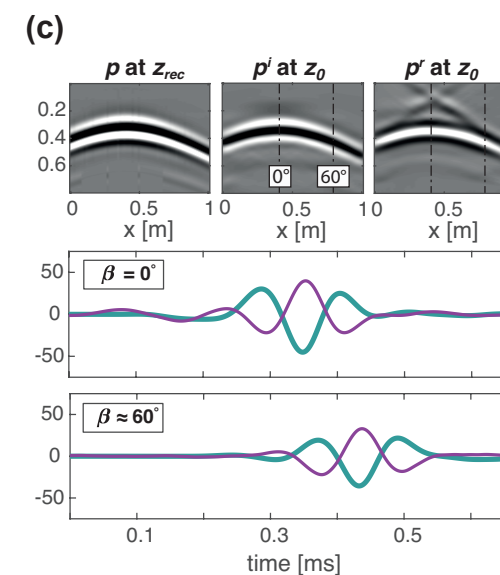 (c)
p at z_rec p^i at z_0 p^r at z_0
0.2
0.4
0.6
0° 60°
0 0.5 1 0 0.5 1 0 0.5 1
x [m] x [m] x [m]
β = 0°
50
0
-50
β ≈ 60°
50
0
-50
0.1 0.3 0.5
time [ms]